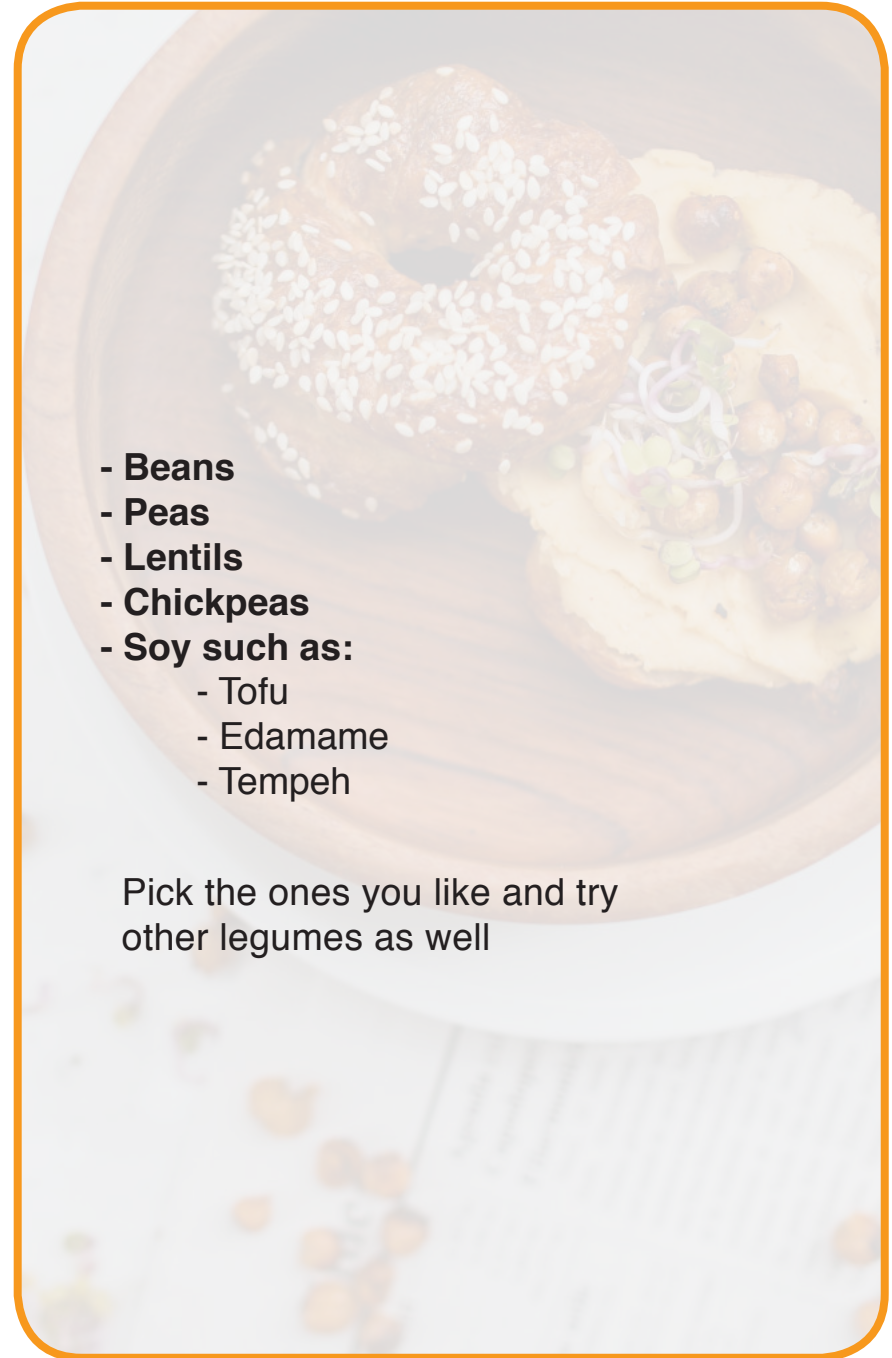 - Beans
- Peas
- Lentils
- Chickpeas
- Soy such as:
- Tofu
- Edamame
- Tempeh
Pick the ones you like and try
other legumes as well